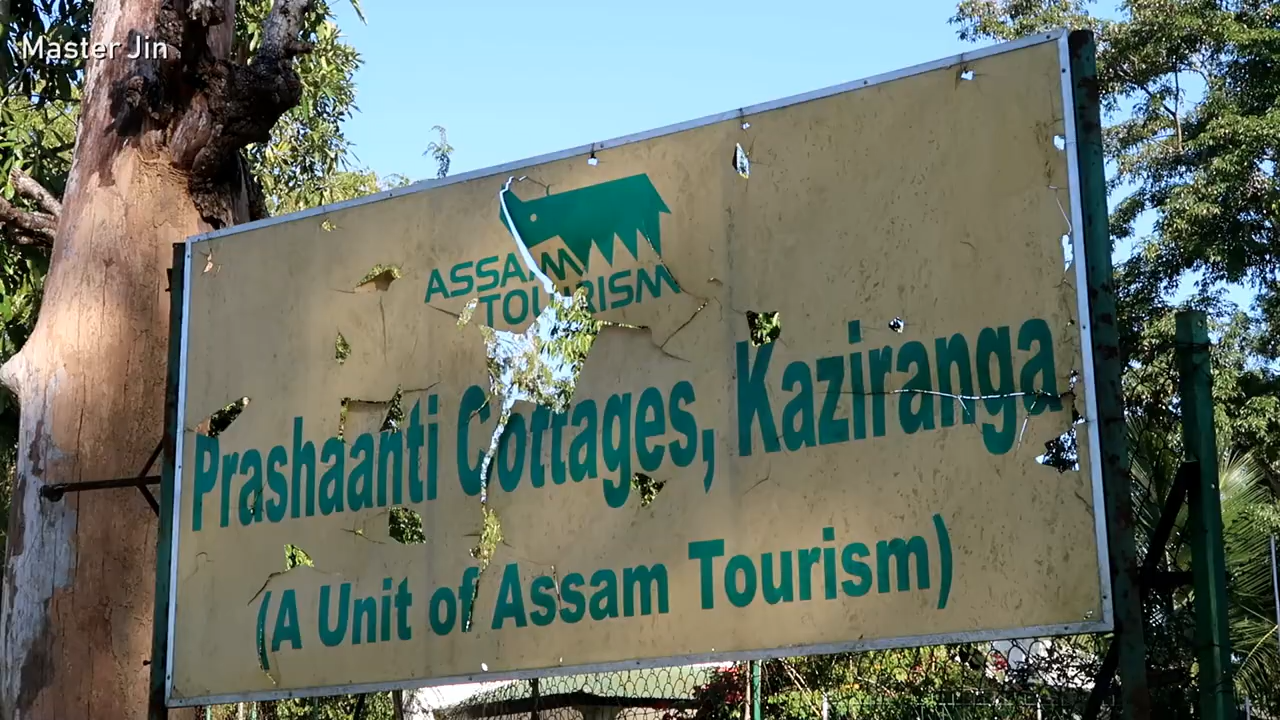 Master Jin
ASSAM
TOURISM
Prashaanti Cottages, Kaziranga
(A Unit of Assam Tourism)